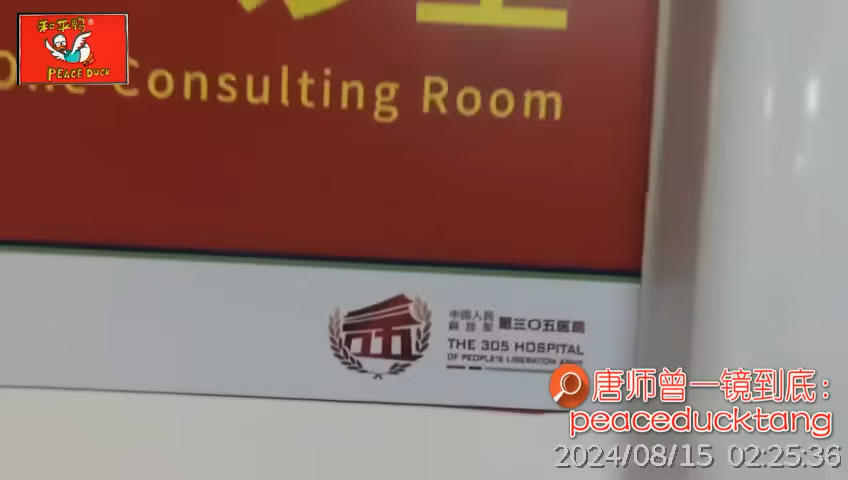 和平鸭®
PEACE DUCK
Consulting Room
中国人民
解放军
第三〇五医院
THE 305 HOSPITAL
OF PEOPLE'S LIBERATION ARMY
唐师曾一镜到底：
peaceducktang
2024/08/15 02:25:36